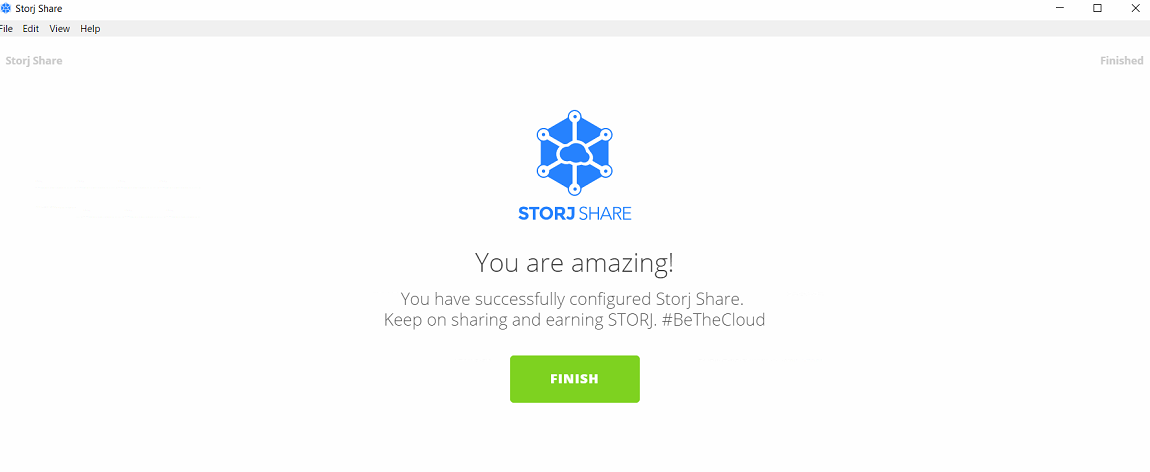 Storj Share
File Edit View Help
Storj Share
Finished
STORJ SHARE
You are amazing!
You have successfully configured Storj Share.
Keep on sharing and earning STORJ. #BeTheCloud
FINISH